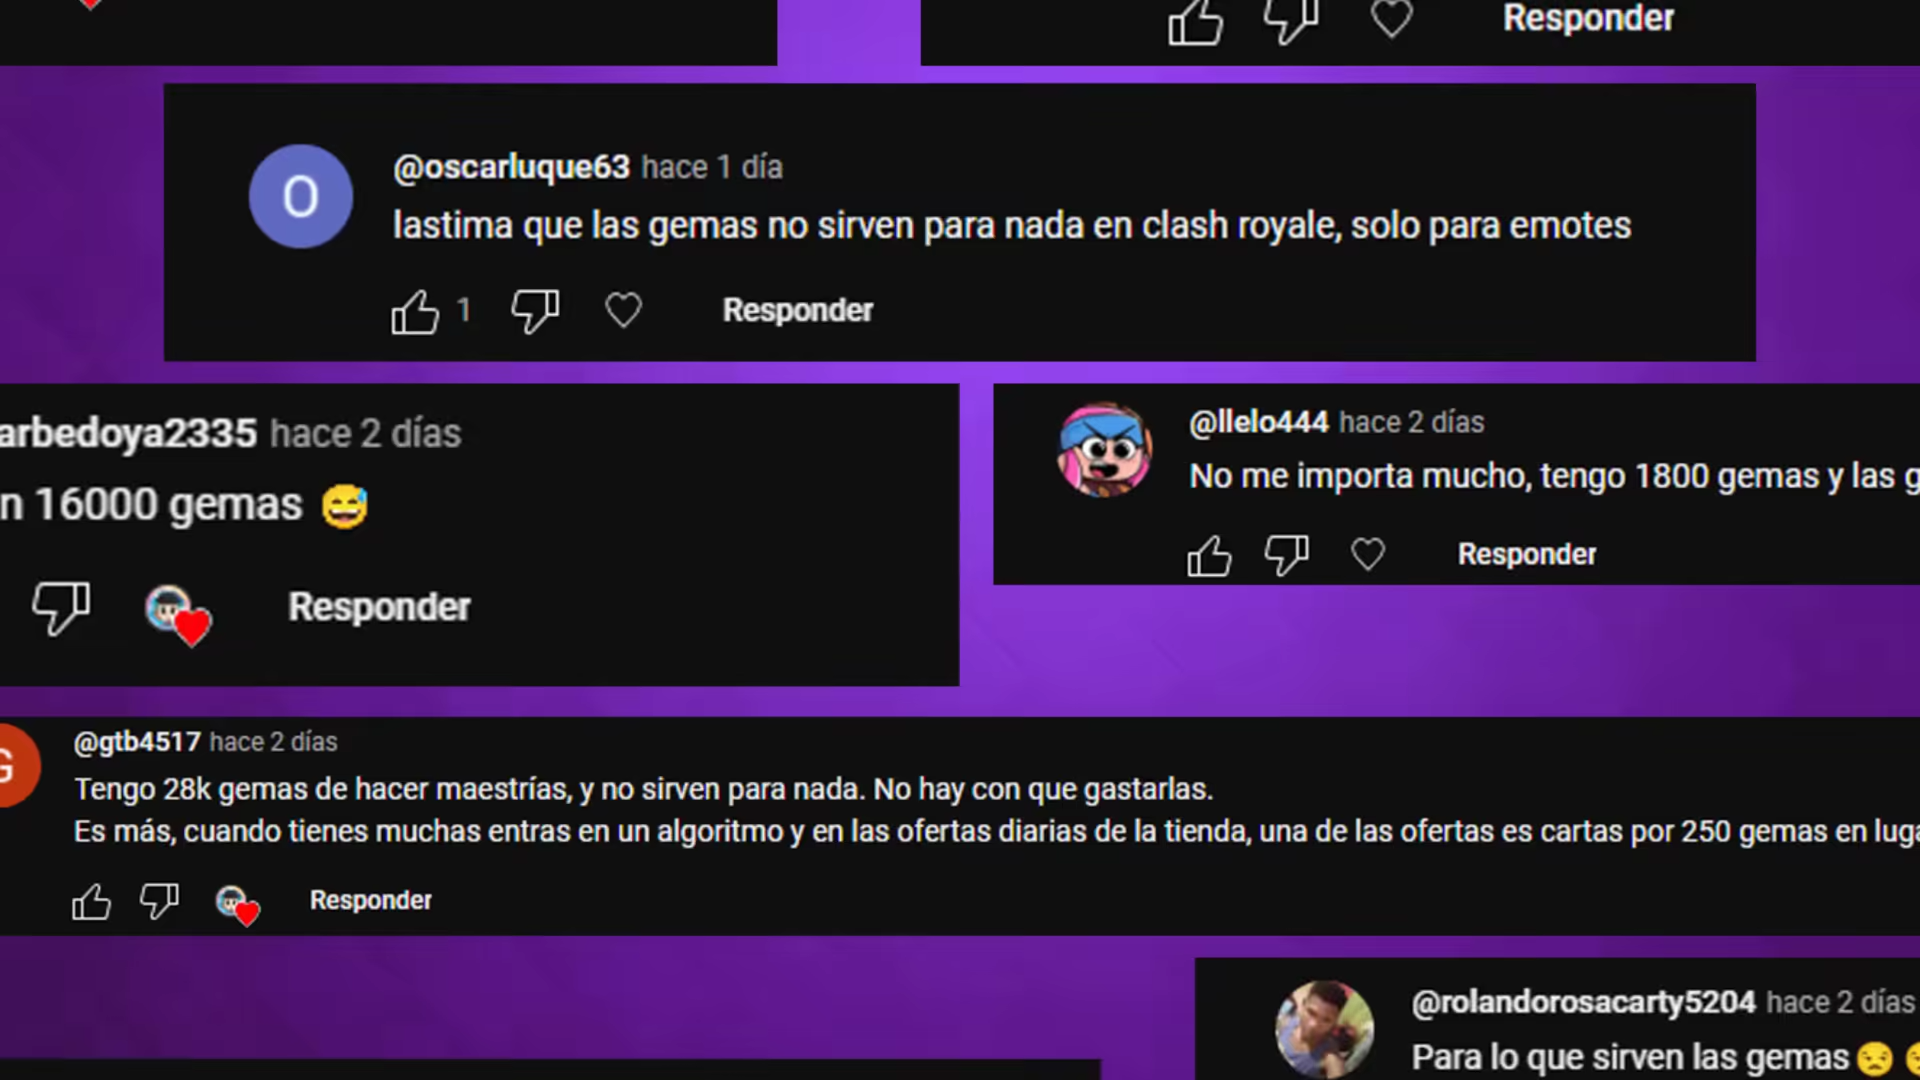 Responder
O
@oscarluque63 hace 1 día
lastima que las gemas no sirven para nada en clash royale, solo para emotes
1
Responder
arbedoya2335 hace 2 días
n 16000 gemas 😅
Responder
@llelo444 hace 2 días
No me importa mucho, tengo 1800 gemas y las g
Responder
G
@gtb4517 hace 2 días
Tengo 28k gemas de hacer maestrías, y no sirven para nada. No hay con que gastarlas.
Es más, cuando tienes muchas entras en un algoritmo y en las ofertas diarias de la tienda, una de las ofertas es cartas por 250 gemas en luga
Responder
@rolandorosacarty5204 hace 2 días
Para lo que sirven las gemas😒